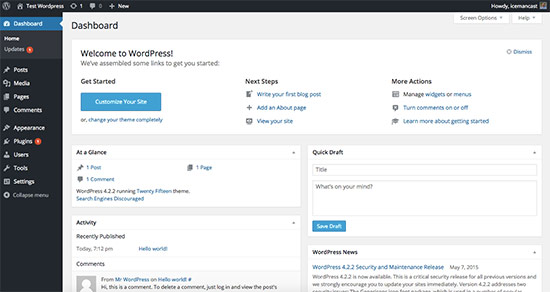 Test Wordpress 1 0 New Howdy, icemancast
Screen Options Help
Dashboard
Home
Updates 1
Posts
Media
Pages
Comments
Appearance
Plugins 1
Users
Tools
Settings
Collapse menu
Dashboard
Welcome to WordPress!
We've assembled some links to get you started:
Dismiss
Get Started
Customize Your Site
or, change your theme completely
Next Steps
Write your first blog post
Add an About page
View your site
More Actions
Manage widgets or menus
Turn comments on or off
Learn more about getting started
At a Glance
1 Post 1 Page
1 Comment
WordPress 4.2.2 running Twenty Fifteen theme.
Search Engines Discouraged
Activity
Recently Published
Today, 7:12 pm Hello world!
Comments
From Mr WordPress on Hello world! #
Hi, this is a comment. To delete a comment, just log in and view the post's
Quick Draft
Title
What's on your mind?
Save Draft
WordPress News
WordPress 4.2.2 Security and Maintenance Release May 7, 2015
WordPress 4.2.2 is now available. This is a critical security release for all previous versions and
we strongly encourage you to update your sites immediately. Version 4.2.2 addresses two